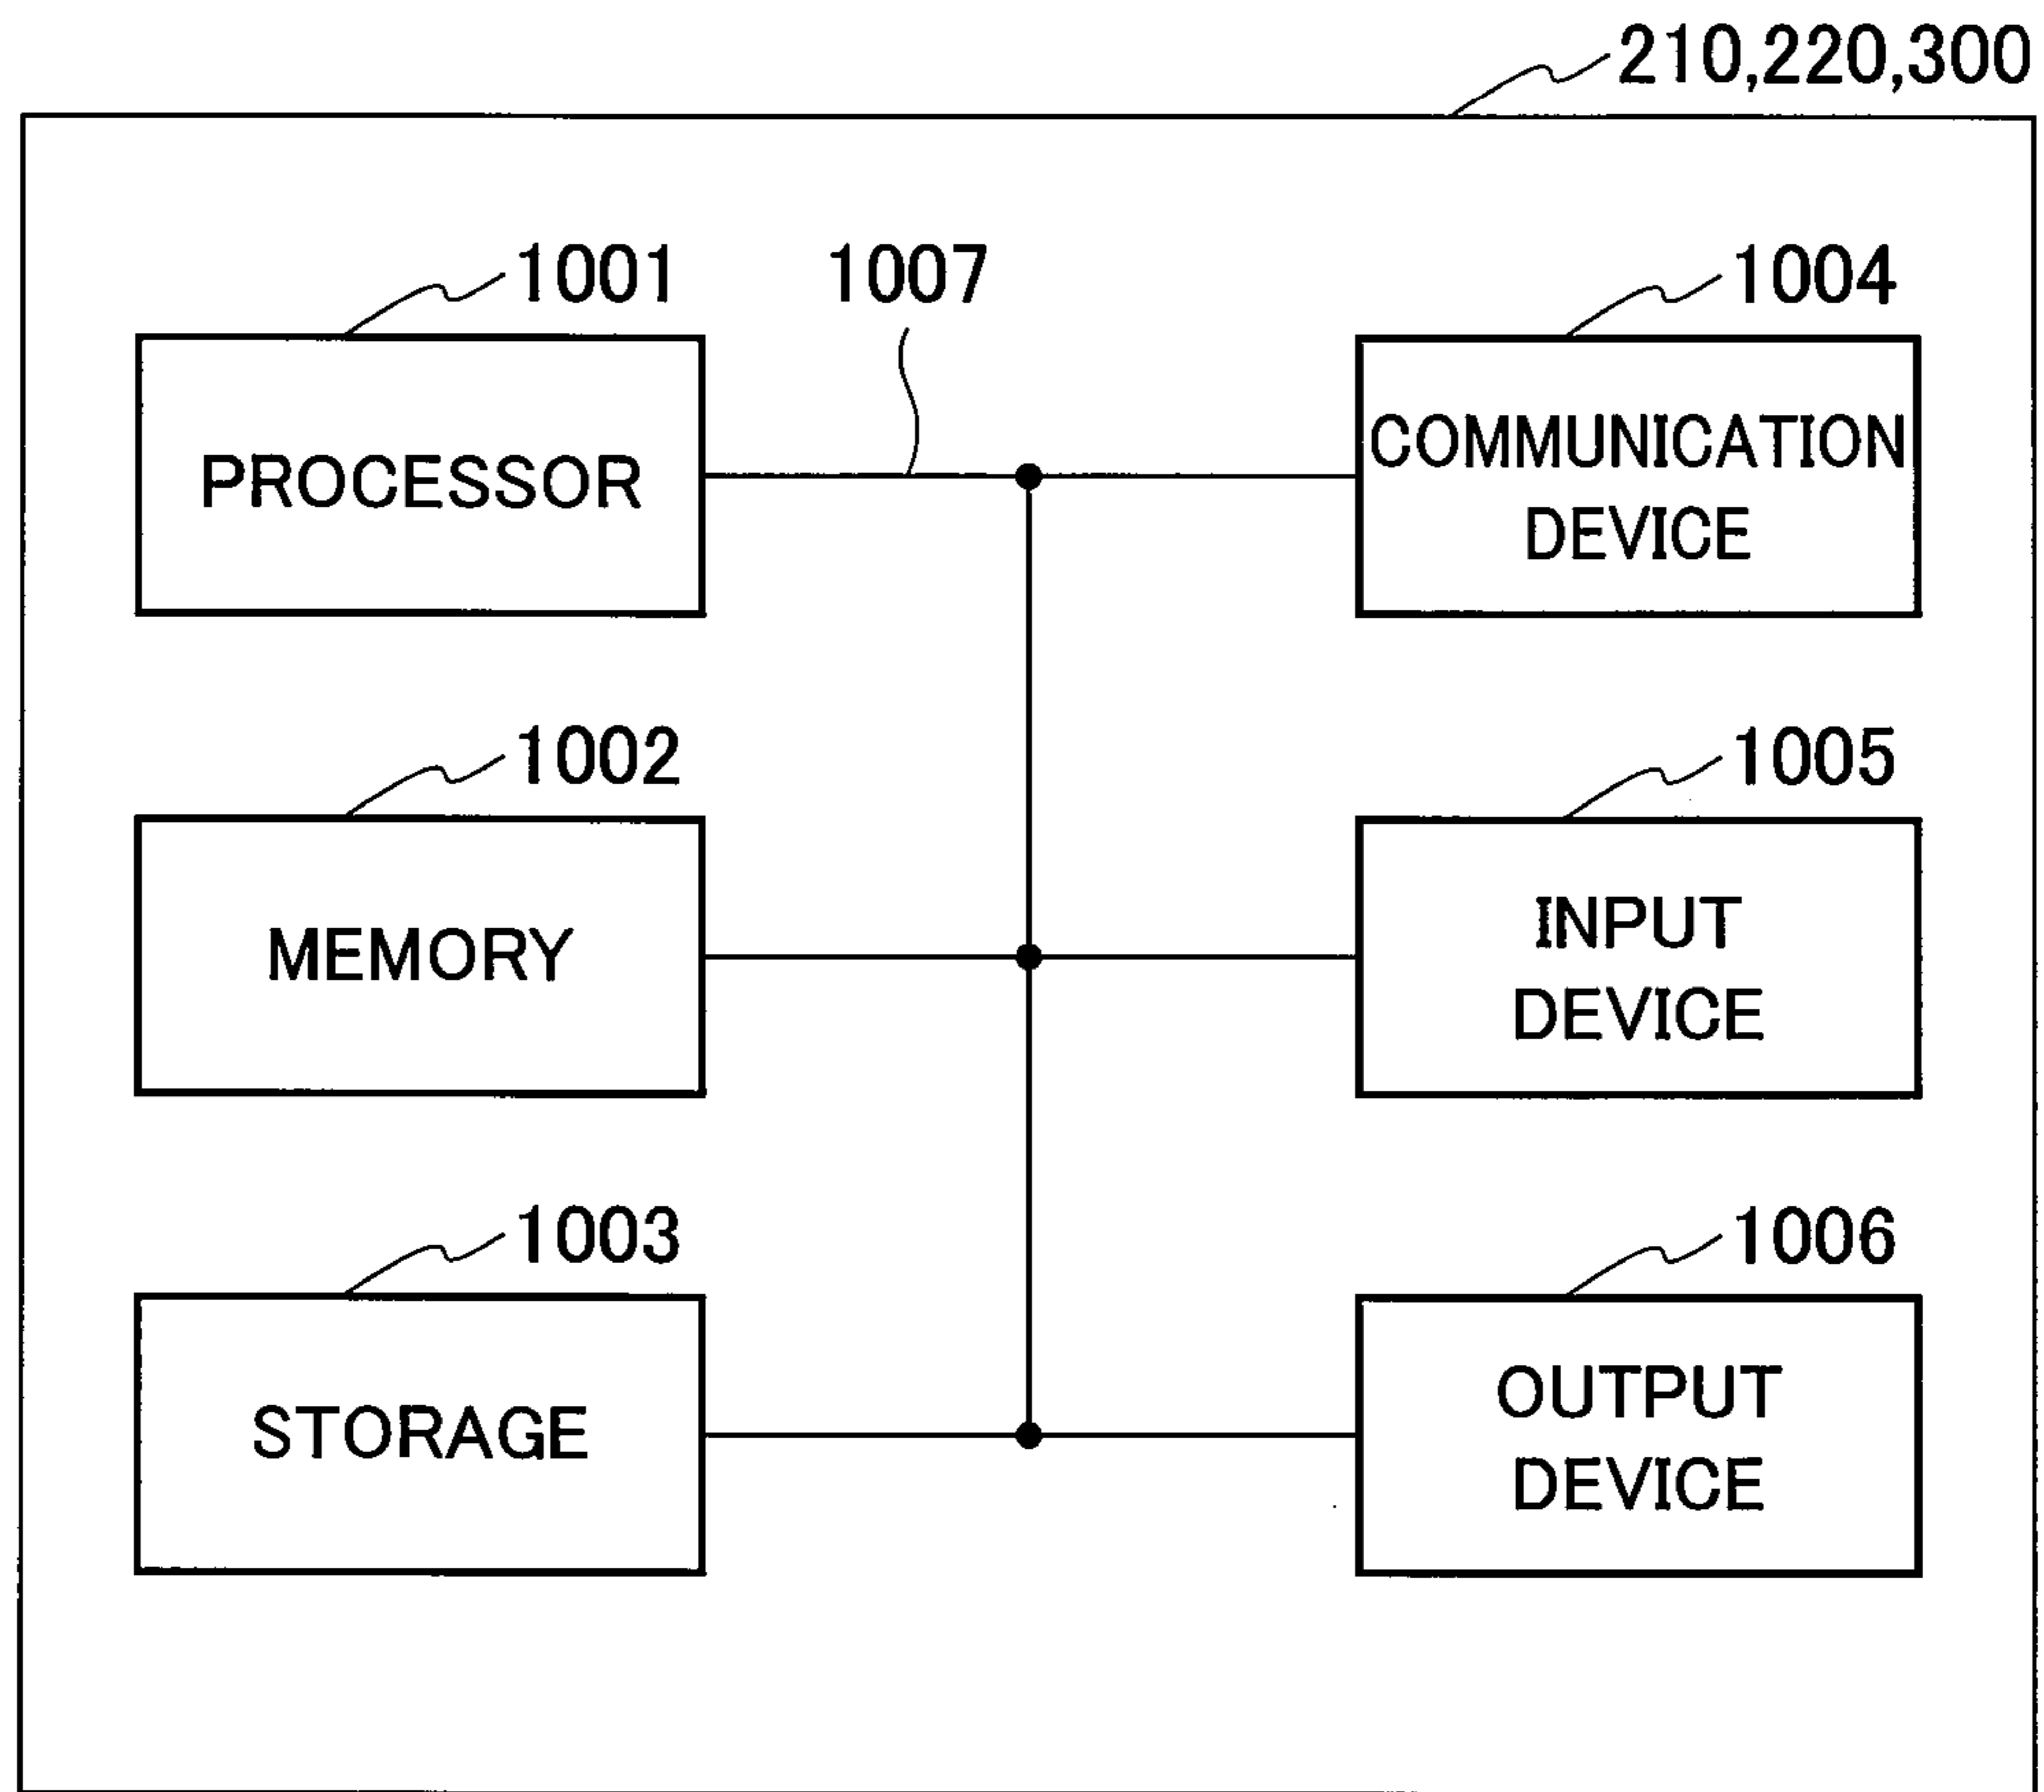 210,220,300
1001
1007
1004
PROCESSOR
COMMUNICATION
DEVICE
1002
1005
MEMORY
INPUT
DEVICE
1003
1006
STORAGE
OUTPUT
DEVICE